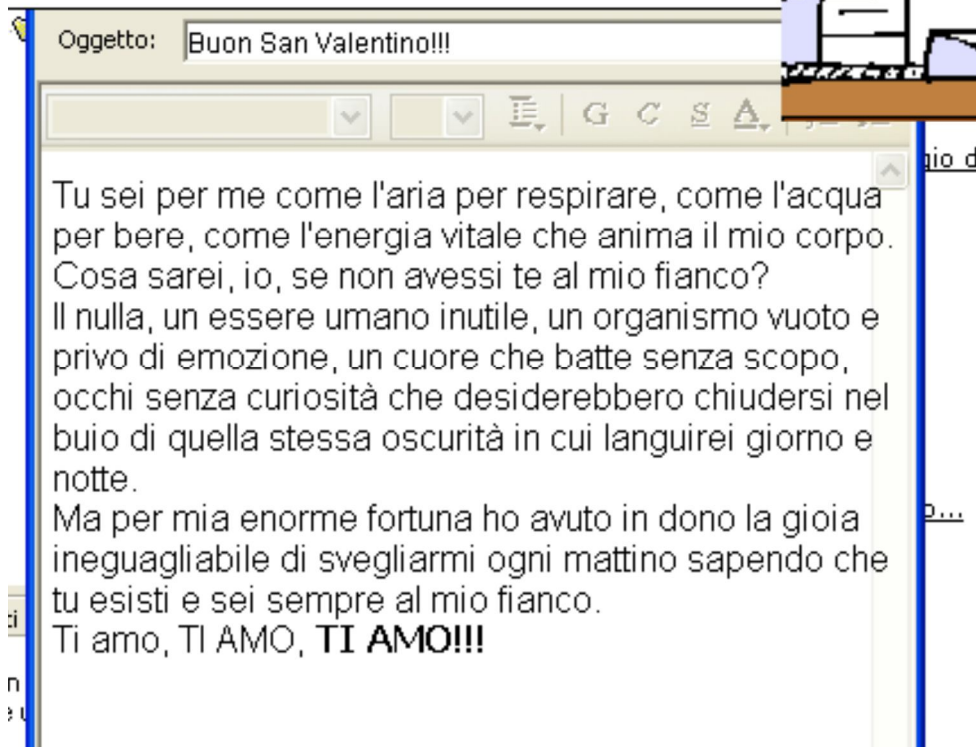 Oggetto: Buon San Valentino!!!
G C S A
Tu sei per me come l'aria per respirare, come l'acqua
per bere, come l'energia vitale che anima il mio corpo.
Cosa sarei, io, se non avessi te al mio fianco?
Il nulla, un essere umano inutile, un organismo vuoto e
privo di emozione, un cuore che batte senza scopo,
occhi senza curiosità che desiderebbero chiudersi nel
buio di quella stessa oscurità in cui languirei giorno e
notte.
Ma per mia enorme fortuna ho avuto in dono la gioia
ineguagliabile di svegliarmi ogni mattino sapendo che
tu esisti e sei sempre al mio fianco.
Ti amo, TI AMO, TI AMO!!!